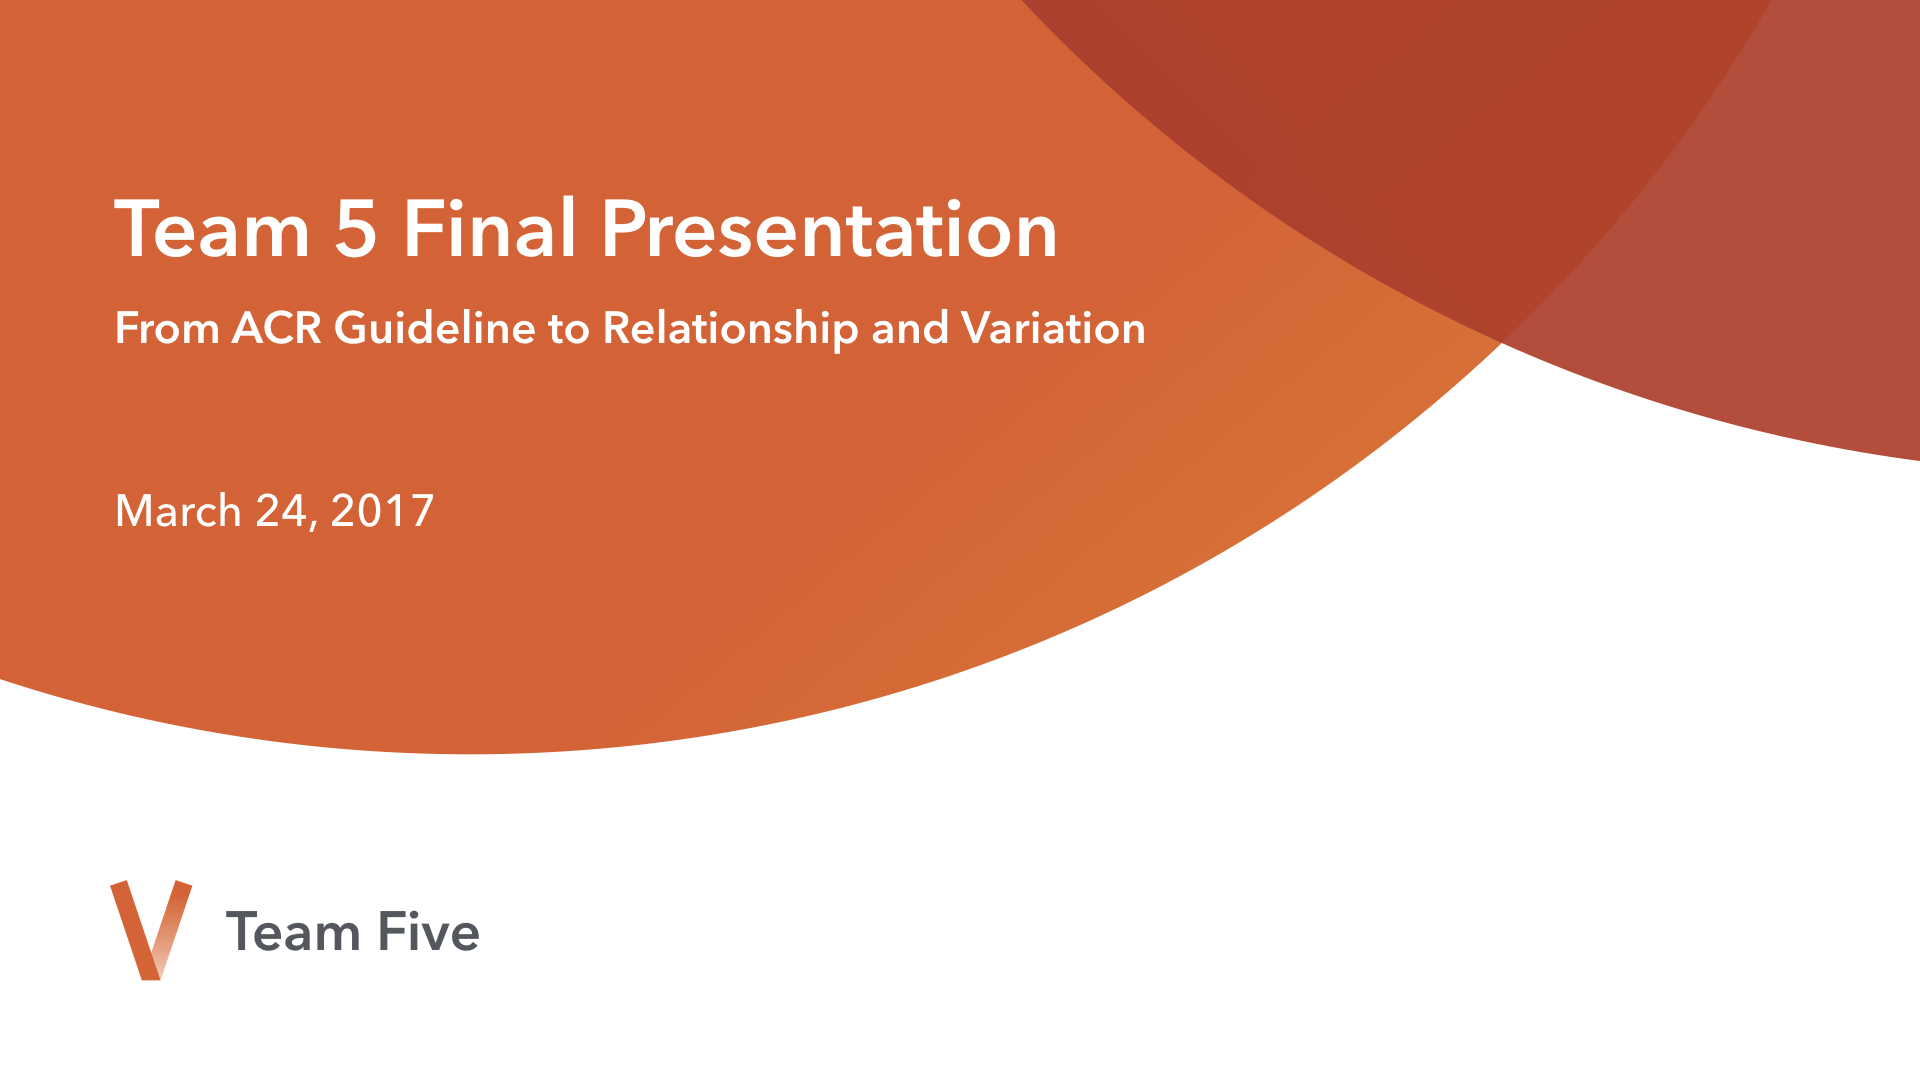 Team 5 Final Presentation
From ACR Guideline to Relationship and Variation
March 24, 2017
Team Five